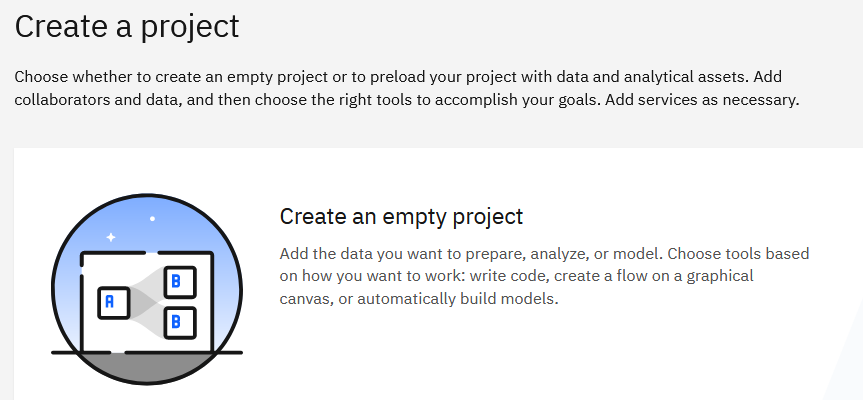 Create a project
Choose whether to create an empty project or to preload your project with data and analytical assets. Add
collaborators and data, and then choose the right tools to accomplish your goals. Add services as necessary.
Create an empty project
Add the data you want to prepare, analyze, or model. Choose tools based
on how you want to work: write code, create a flow on a graphical
canvas, or automatically build models.
B
A
B